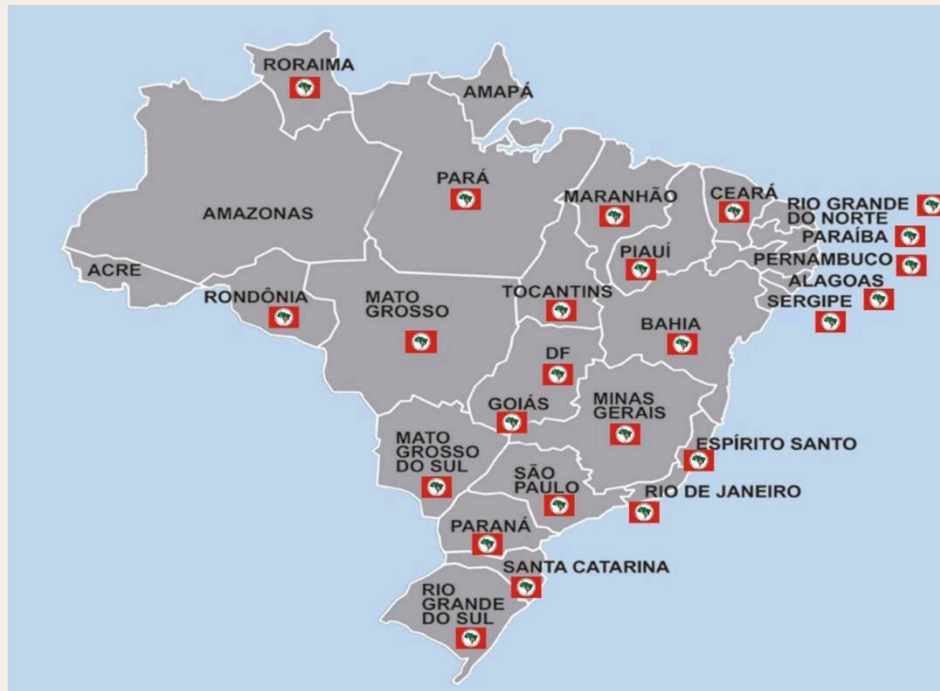 RORAIMA
AMAPÁ
PARÁ
MARANHÃO
CEARÁ
RIO GRANDE
DO NORTE
AMAZONAS
PARAÍBA
PIAUÍ
PERNAMBUCO
ACRE
ALAGOAS
RONDÔNIA
MATO
GROSSO
TOCANTINS
SERGIPE
BAHIA
DF
GOIÁS
MINAS
GERAIS
MATO
GROSSO
DO SUL
ESPÍRITO SANTO
SÃO
PAULO
RIO DE JANEIRO
PARANÁ
SANTA CATARINA
RIO
GRANDE
DO SUL